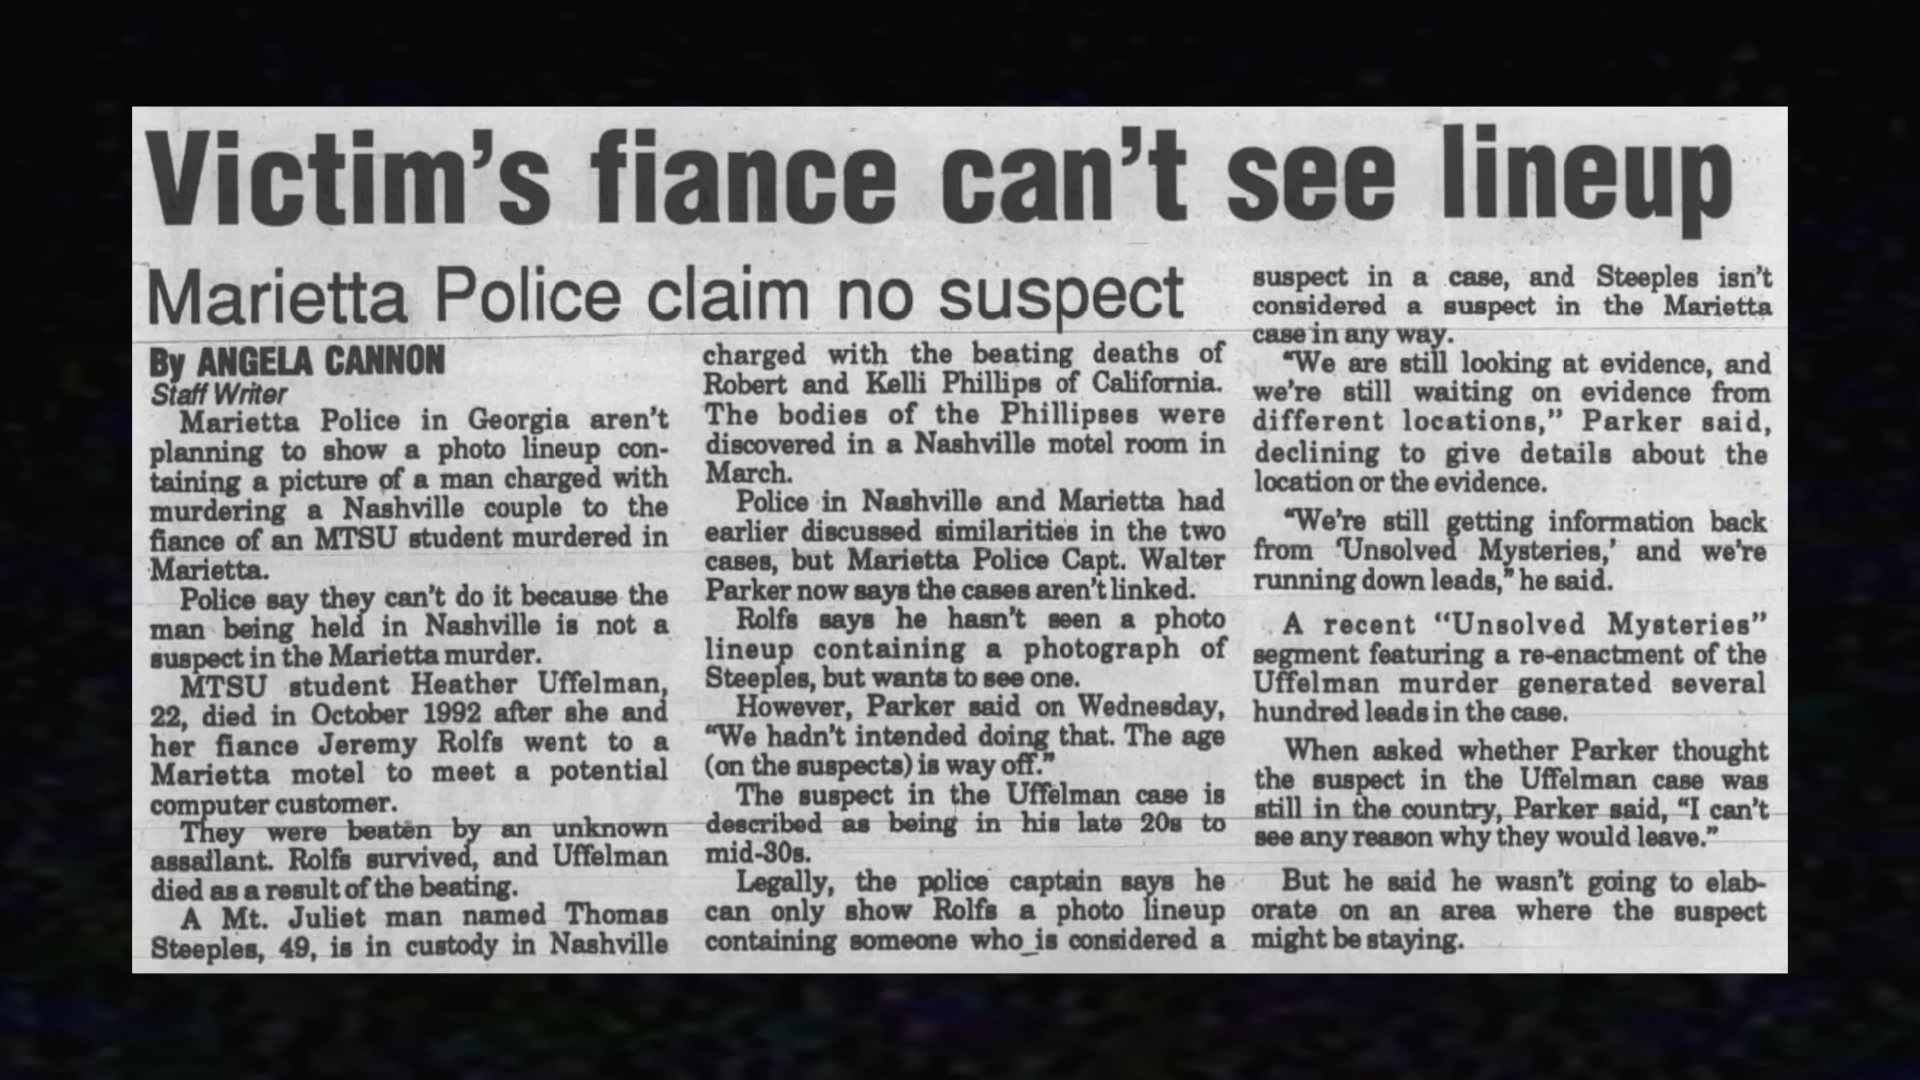 Victim's fiance can't see lineup
Marietta Police claim no suspect
By ANGELA CANNON
Staff Writer
Marietta Police in Georgia aren't
planning to show a photo lineup con-
taining a picture of a man charged with
murdering a Nashville couple to the
fiance of an MTSU student murdered in
Marietta.
Police say they can't do it because the
man being held in Nashville is not a
suspect in the Marietta murder.
MTSU student Heather Uffelman,
22, died in October 1992 after she and
her fiance Jeremy Rolfs went to a
Marietta motel to meet a potential
computer customer.
They were beaten by an unknown
assailant. Rolfs survived, and Uffelman
died as a result of the beating.
A Mt. Juliet man named Thomas
Steeples, 49, is in custody in Nashville
charged with the beating deaths of
Robert and Kelli Phillips of California.
The bodies of the Phillipses were
discovered in a Nashville motel room in
March.
Police in Nashville and Marietta had
earlier discussed similarities in the two
cases, but Marietta Police Capt. Walter
Parker now says the cases aren't linked.
Rolfs says he hasn't seen a photo
lineup containing a photograph of
Steeples, but wants to see one.
However, Parker said on Wednesday,
"We hadn't intended doing that. The age
(on the suspects) is way off."
The suspect in the Uffelman case is
described as being in his late 20s to
mid-30s.
Legally, the police captain says he
can only show Rolfs a photo lineup
containing someone who is considered a
suspect in a case, and Steeples isn't
considered a suspect in the Marietta
case in any way.
"We are still looking at evidence, and
we're still waiting on evidence from
different locations," Parker said,
declining to give details about the
location or the evidence.
"We're still getting information back
from 'Unsolved Mysteries,' and we're
running down leads," he said.
A recent "Unsolved Mysteries"
segment featuring a re-enactment of the
Uffelman murder generated several
hundred leads in the case.
When asked whether Parker thought
the suspect in the Uffelman case was
still in the country, Parker said, "I can't
see any reason why they would leave."
But he said he wasn't going to elab-
orate on an area where the suspect
might be staying.